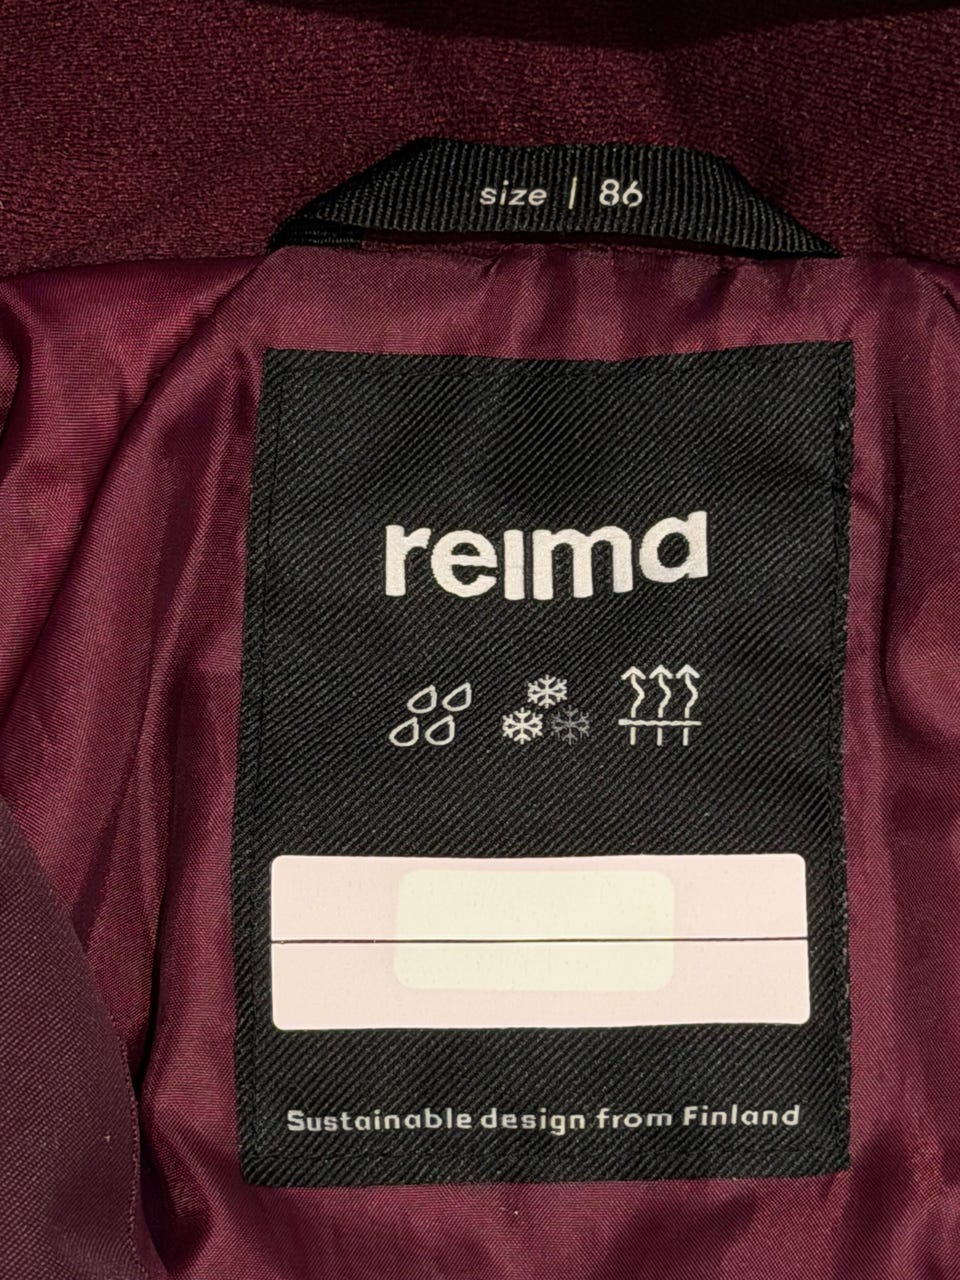 size | 86
reima
Sustainable design from Finland